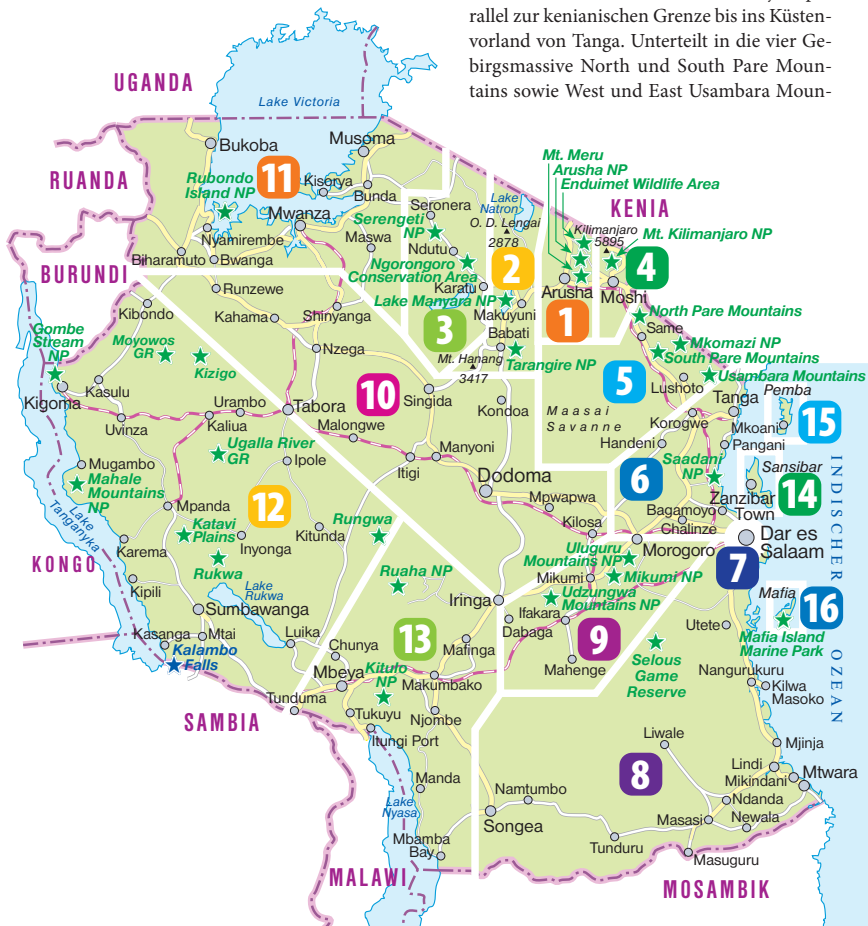 rallel zur kenianischen Grenze bis ins Küsten-
vorland von Tanga. Unterteilt in die vier Ge-
birgsmassive North und South Pare Moun-
tains sowie West und East Usambara Moun-
UGANDA
Lake Victoria
Bukoba
Musoma
RUANDA
Rubondo
Island NP
11
Kiserya
Bunda
Mwanza
Nyamirembe
Biharamuto
Bwanga
BURUNDI
Maswa
Seronera
Serengeti
NP
Ndutu
Ngorongoro
Conservation Area
Karatu
Lake Manyara NP
3
Lake
Natron
O. D. Lengai
2878
2
Makuyuni
Babati
Mt. Hanang
3417
Tarangire NP
Mt. Meru
Arusha NP
Enduimet Wildlife Area
KENIA
Kilimanjaro
5895
Mt. Kilimanjaro NP
4
Arusha
Moshi
1
North Pare Mountains
Same
Mkomazi NP
South Pare Mountains
Usambara Mountains
Lushoto
5
Maasai
Savanne
Korogwe
Handeni
Tanga
Pemba
Mkoani
15
Pangani
Saadani
NP
6
Sansibar
14
Zanzibar
Town
Bagamoyo
Chalinze
Dar es
Salaam
7
INDISCHER OZEAN
Mafia
16
Mafia Island
Marine Park
Runzewe
Kibondo
Kahama
Shinyanga
Gombe
Stream
NP
Moyowos
GR
Kizigo
Nzega
Kasulu
Kigoma
Uvinza
Urambo
Kaliua
Tabora
10
Singida
Kondoa
Malongwe
Manyoni
Itigi
Dodoma
Mpwapwa
Kilosa
Ugalla River
GR
Ipole
Mugambo
Mahale
Mountains
NP
Lake
Tanganyka
Mpanda
12
Katavi
Plains
Inyonga
Kitunda
Rungwa
Karema
Rukwa
KONGO
Kipili
Lake
Rukwa
Sumbawanga
Kasanga
Mtai
Kalambo
Falls
Luika
Ruaha NP
Iringa
13
Chunya
Mbeya
Kitulo
NP
Mafinga
Makumbako
Tunduma
SAMBIA
Tukuyu
Itungi Port
Njombe
Uluguru
Mountains NP
Morogoro
Mikumi
Mikumi NP
Udzungwa
Mountains NP
Ifakara
Dabaga
9
Mahenge
Selous
Game
Reserve
Utete
Nangurukuru
Kilwa
Masoko
Liwale
8
Mjinja
Lindi
Mikindani
Mtwara
Ndanda
Masasi
Newala
Manda
Lake
Nyasa
Namtumbo
Songea
Mbamba
Bay
Tunduru
Masuguru
MALAWI
MOSAMBIK